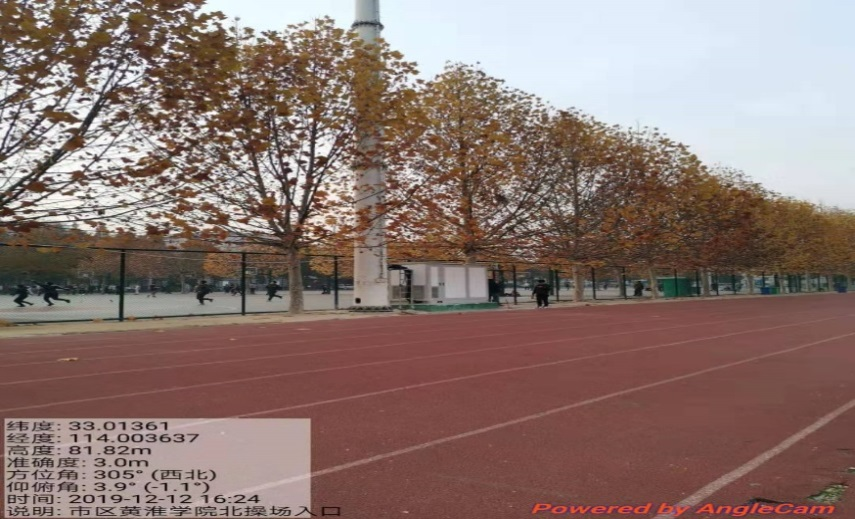 纬度: 33.01361
经度: 114.003637
高度: 81.82m
准确度: 3.0m
方位角: 305° (西北)
仰俯角: 3.9° (-1.1°)
时间: 2019-12-12 16:24
说明: 市区黄淮学院北操场入口
Powered by AngleCam